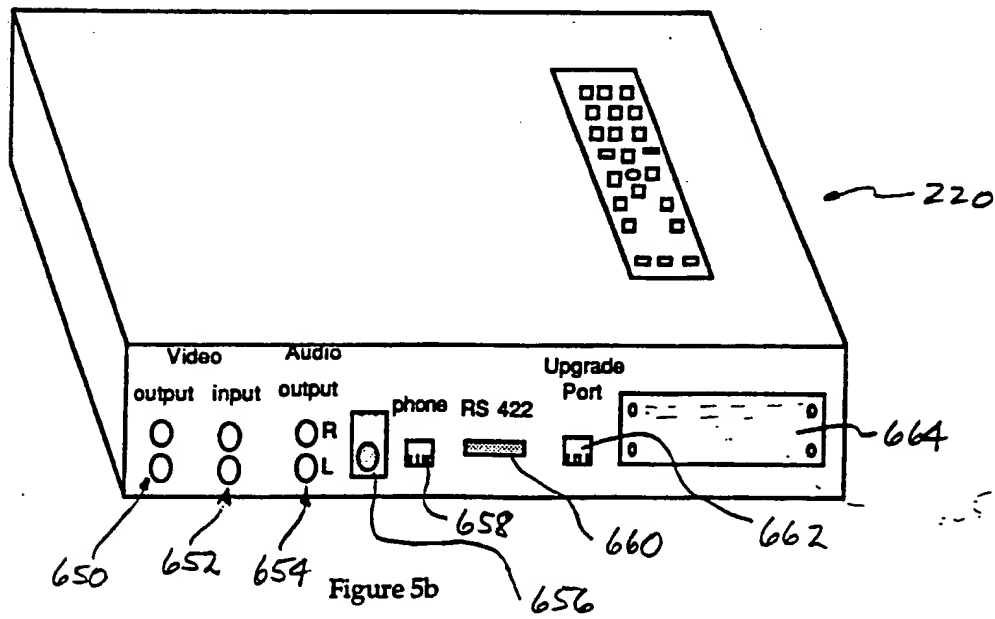 220
Video
Audio
output input output
Upgrade
Port
phone RS 422
R
L
664
658
660
662
650
652
654
Figure 5b
656